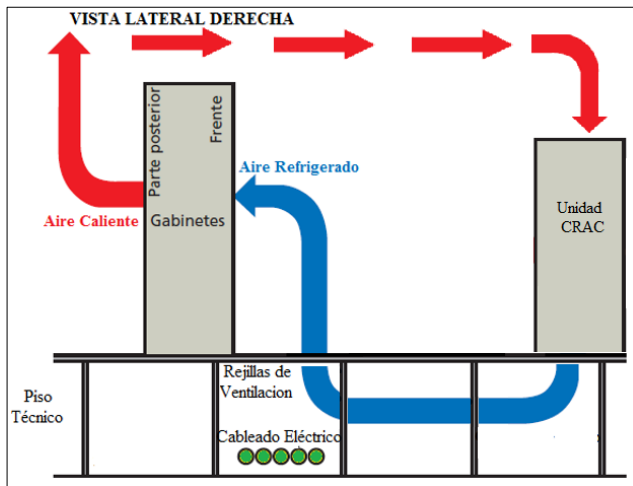 VISTA LATERAL DERECHA
Parte posterior
Frente
Aire Refrigerado
Aire Caliente
Gabinetes
Unidad
CRAC
Rejillas de
Ventilacion
Piso
Técnico
Cableado Eléctrico